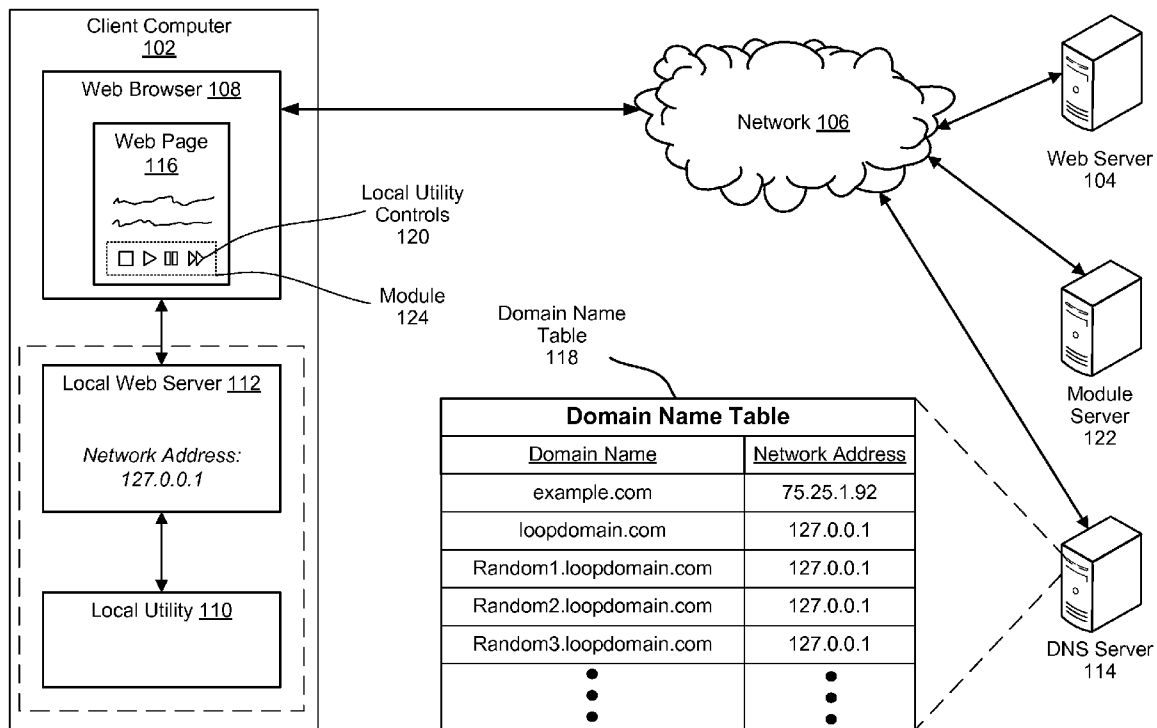 Client Computer
102
Web Browser 108
Web Page
116
Local Utility
Controls
120
Module
124
Local Web Server 112
Network Address:
127.0.0.1
Local Utility 110
Network 106
Web Server
104
Module
Server
122
DNS Server
114
Domain Name
Table
118
Domain Name Table
Domain Name Network Address
example.com 75.25.1.92
loopdomain.com 127.0.0.1
Random1.loopdomain.com 127.0.0.1
Random2.loopdomain.com 127.0.0.1
Random3.loopdomain.com 127.0.0.1